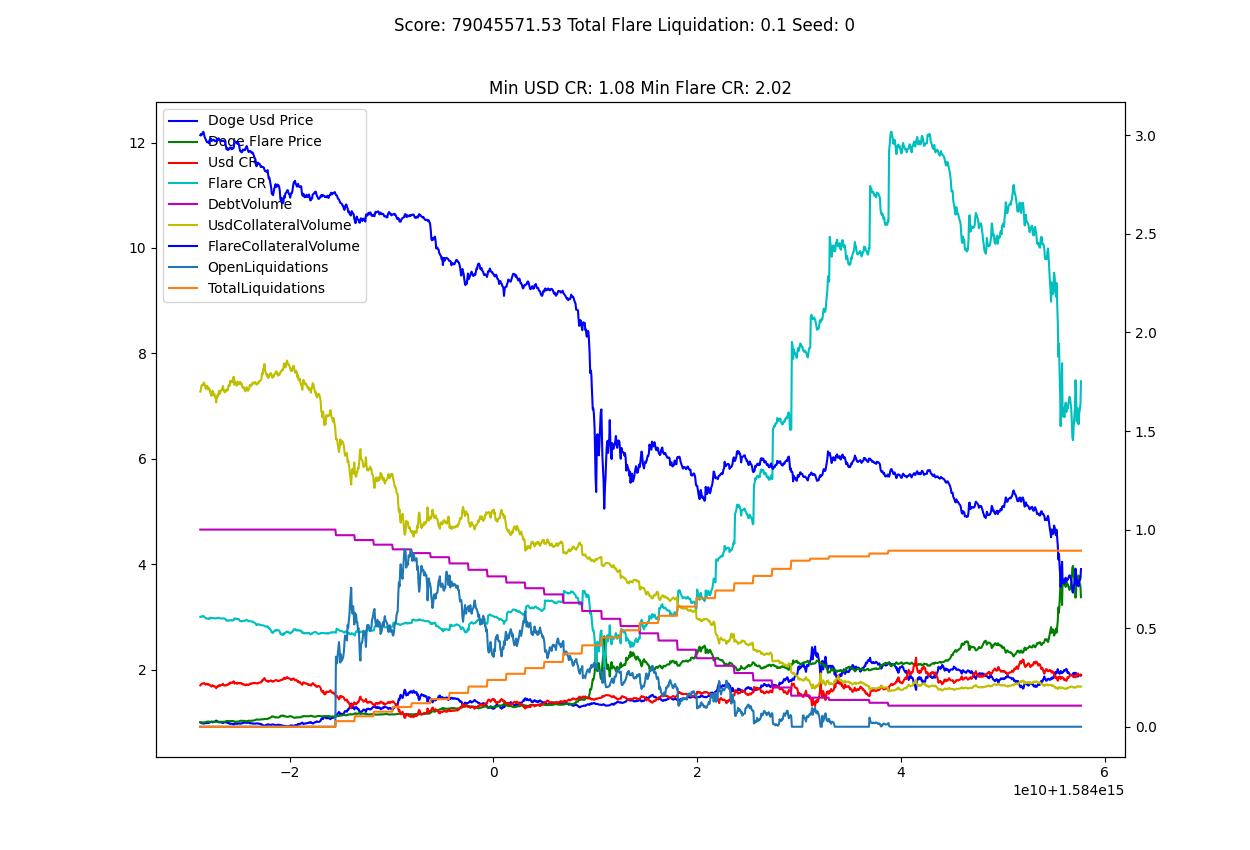 Score: 79045571.53 Total Flare Liquidation: 0.1 Seed: 0
Min USD CR: 1.08 Min Flare CR: 2.02
Doge Usd Price
Doge Flare Price
Usd CR
Flare CR
DebtVolume
UsdCollateralVolume
FlareCollateralVolume
OpenLiquidations
TotalLiquidations
12
10
8
6
4
2
3.0
2.5
2.0
1.5
1.0
0.5
0.0
−2
0
2
4
6
1e10+1.584e15